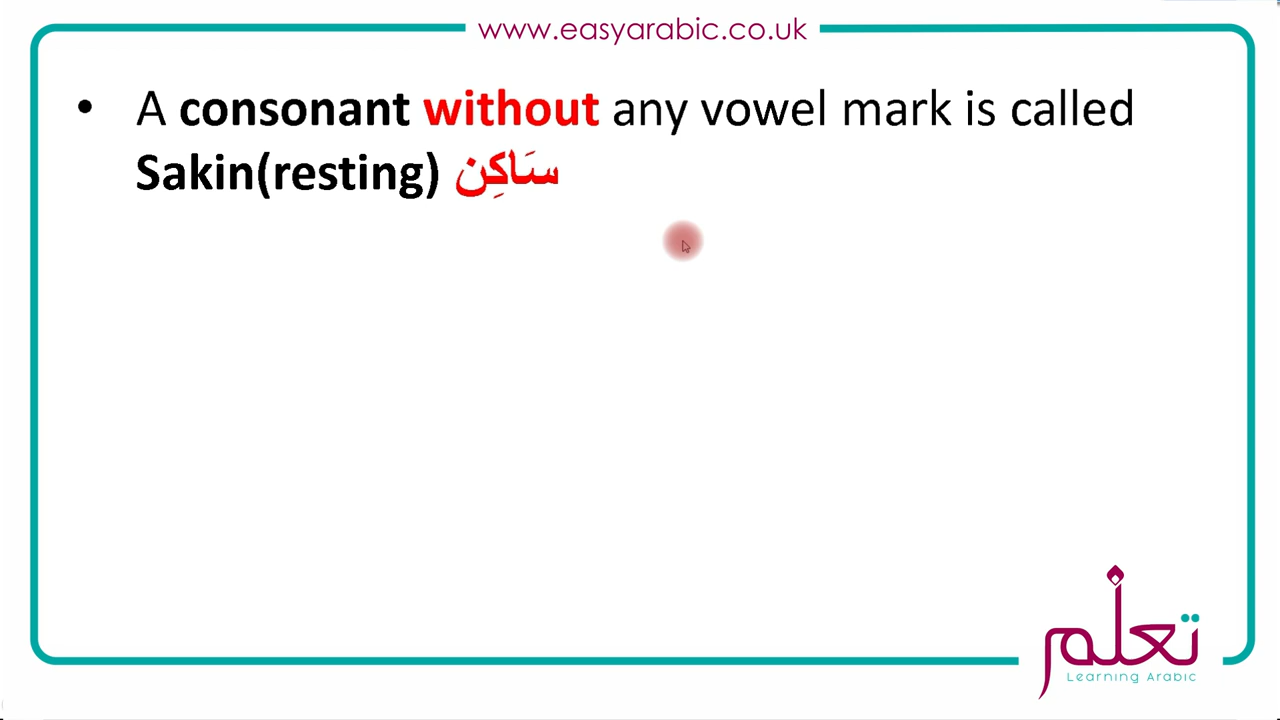 www.easyarabic.co.uk
• A consonant without any vowel mark is called
Sakin(resting) سَاكِن
تعلم
Learning Arabic